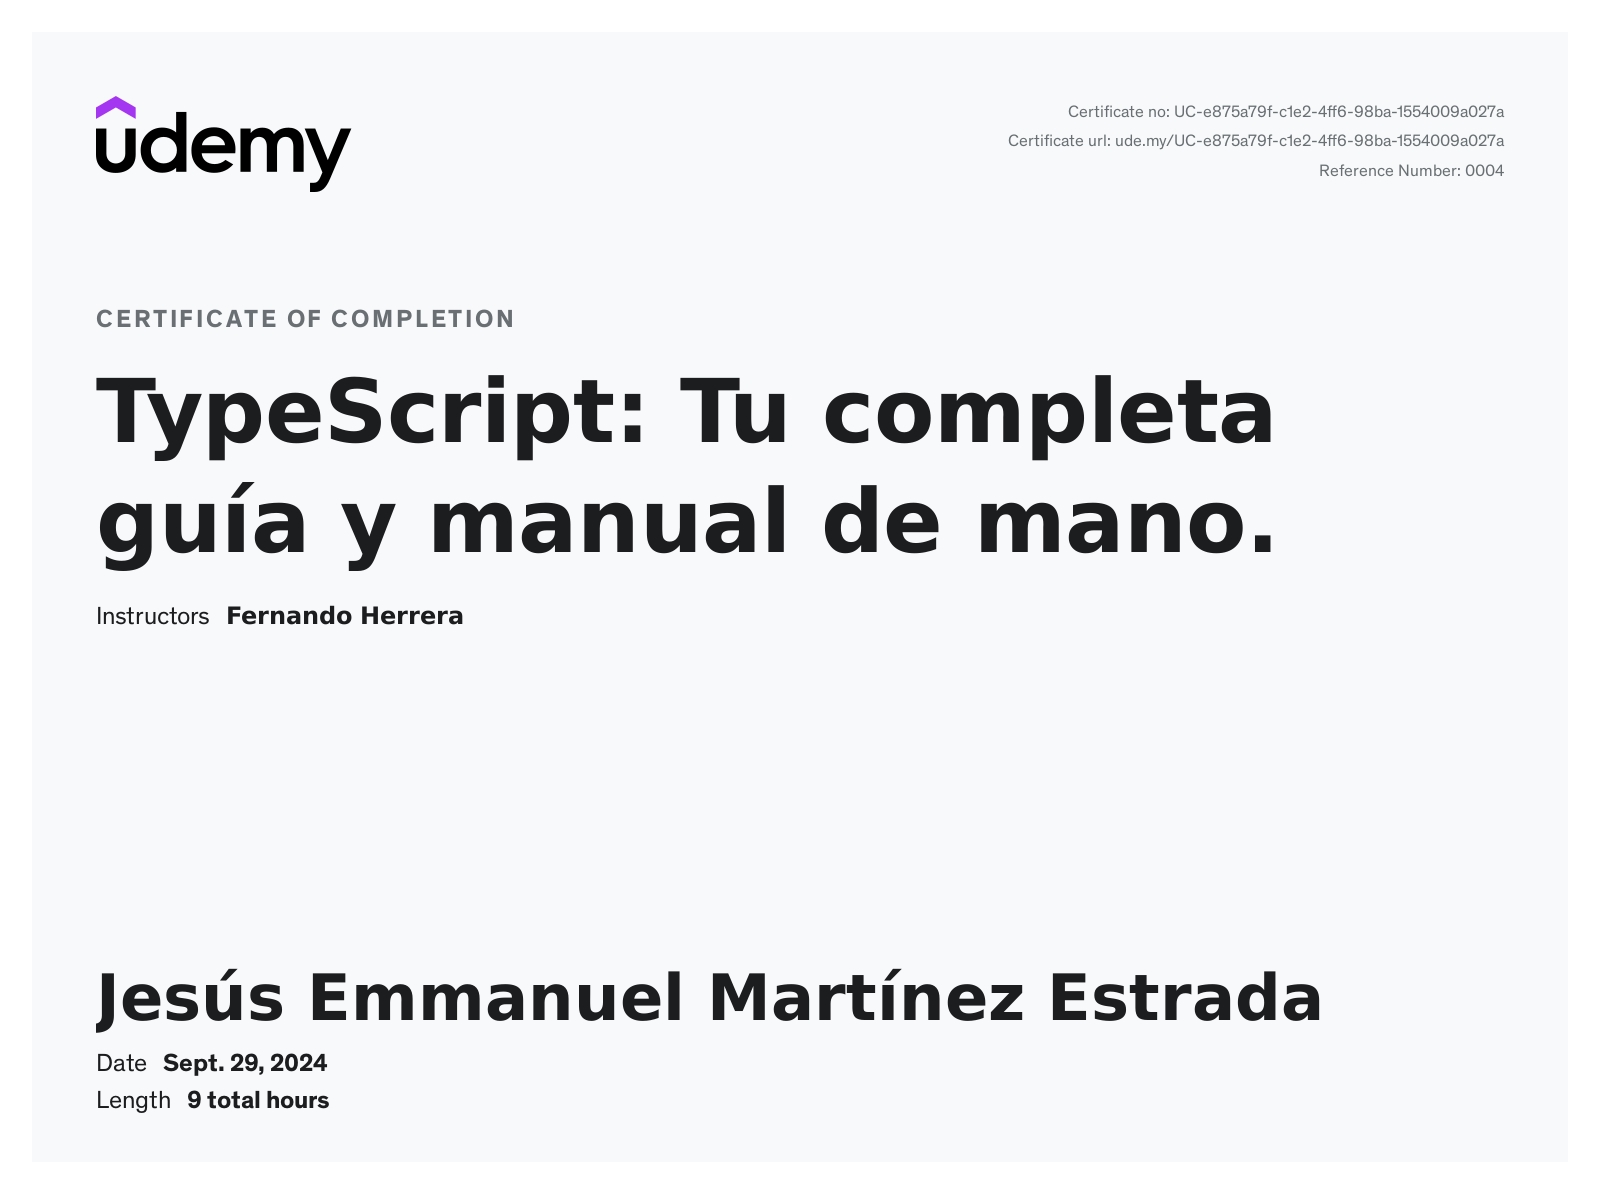 udemy
Certificate no: UC-e875a79f-c1e2-4ff6-98ba-1554009a027a
Certificate url: ude.my/UC-e875a79f-c1e2-4ff6-98ba-1554009a027a
Reference Number: 0004
CERTIFICATE OF COMPLETION
TypeScript: Tu completa
guía y manual de mano.
Instructors Fernando Herrera
Jesús Emmanuel Martínez Estrada
Date Sept. 29, 2024
Length 9 total hours